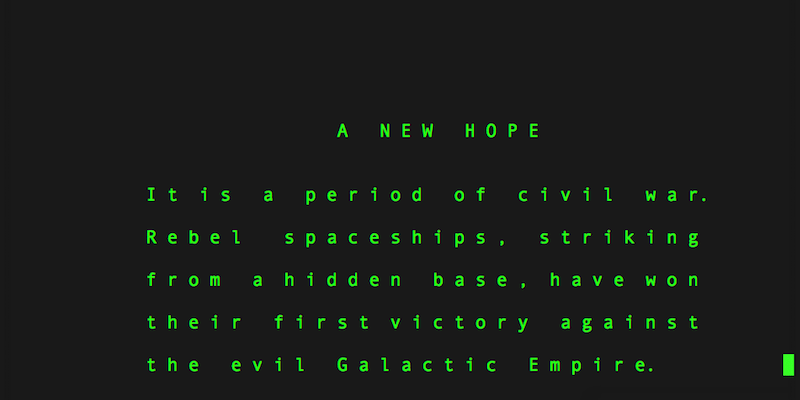 A NEW HOPE
It is a period of civil war.
Rebel spaceships, striking
from a hidden base, have won
their first victory against
the evil Galactic Empire.